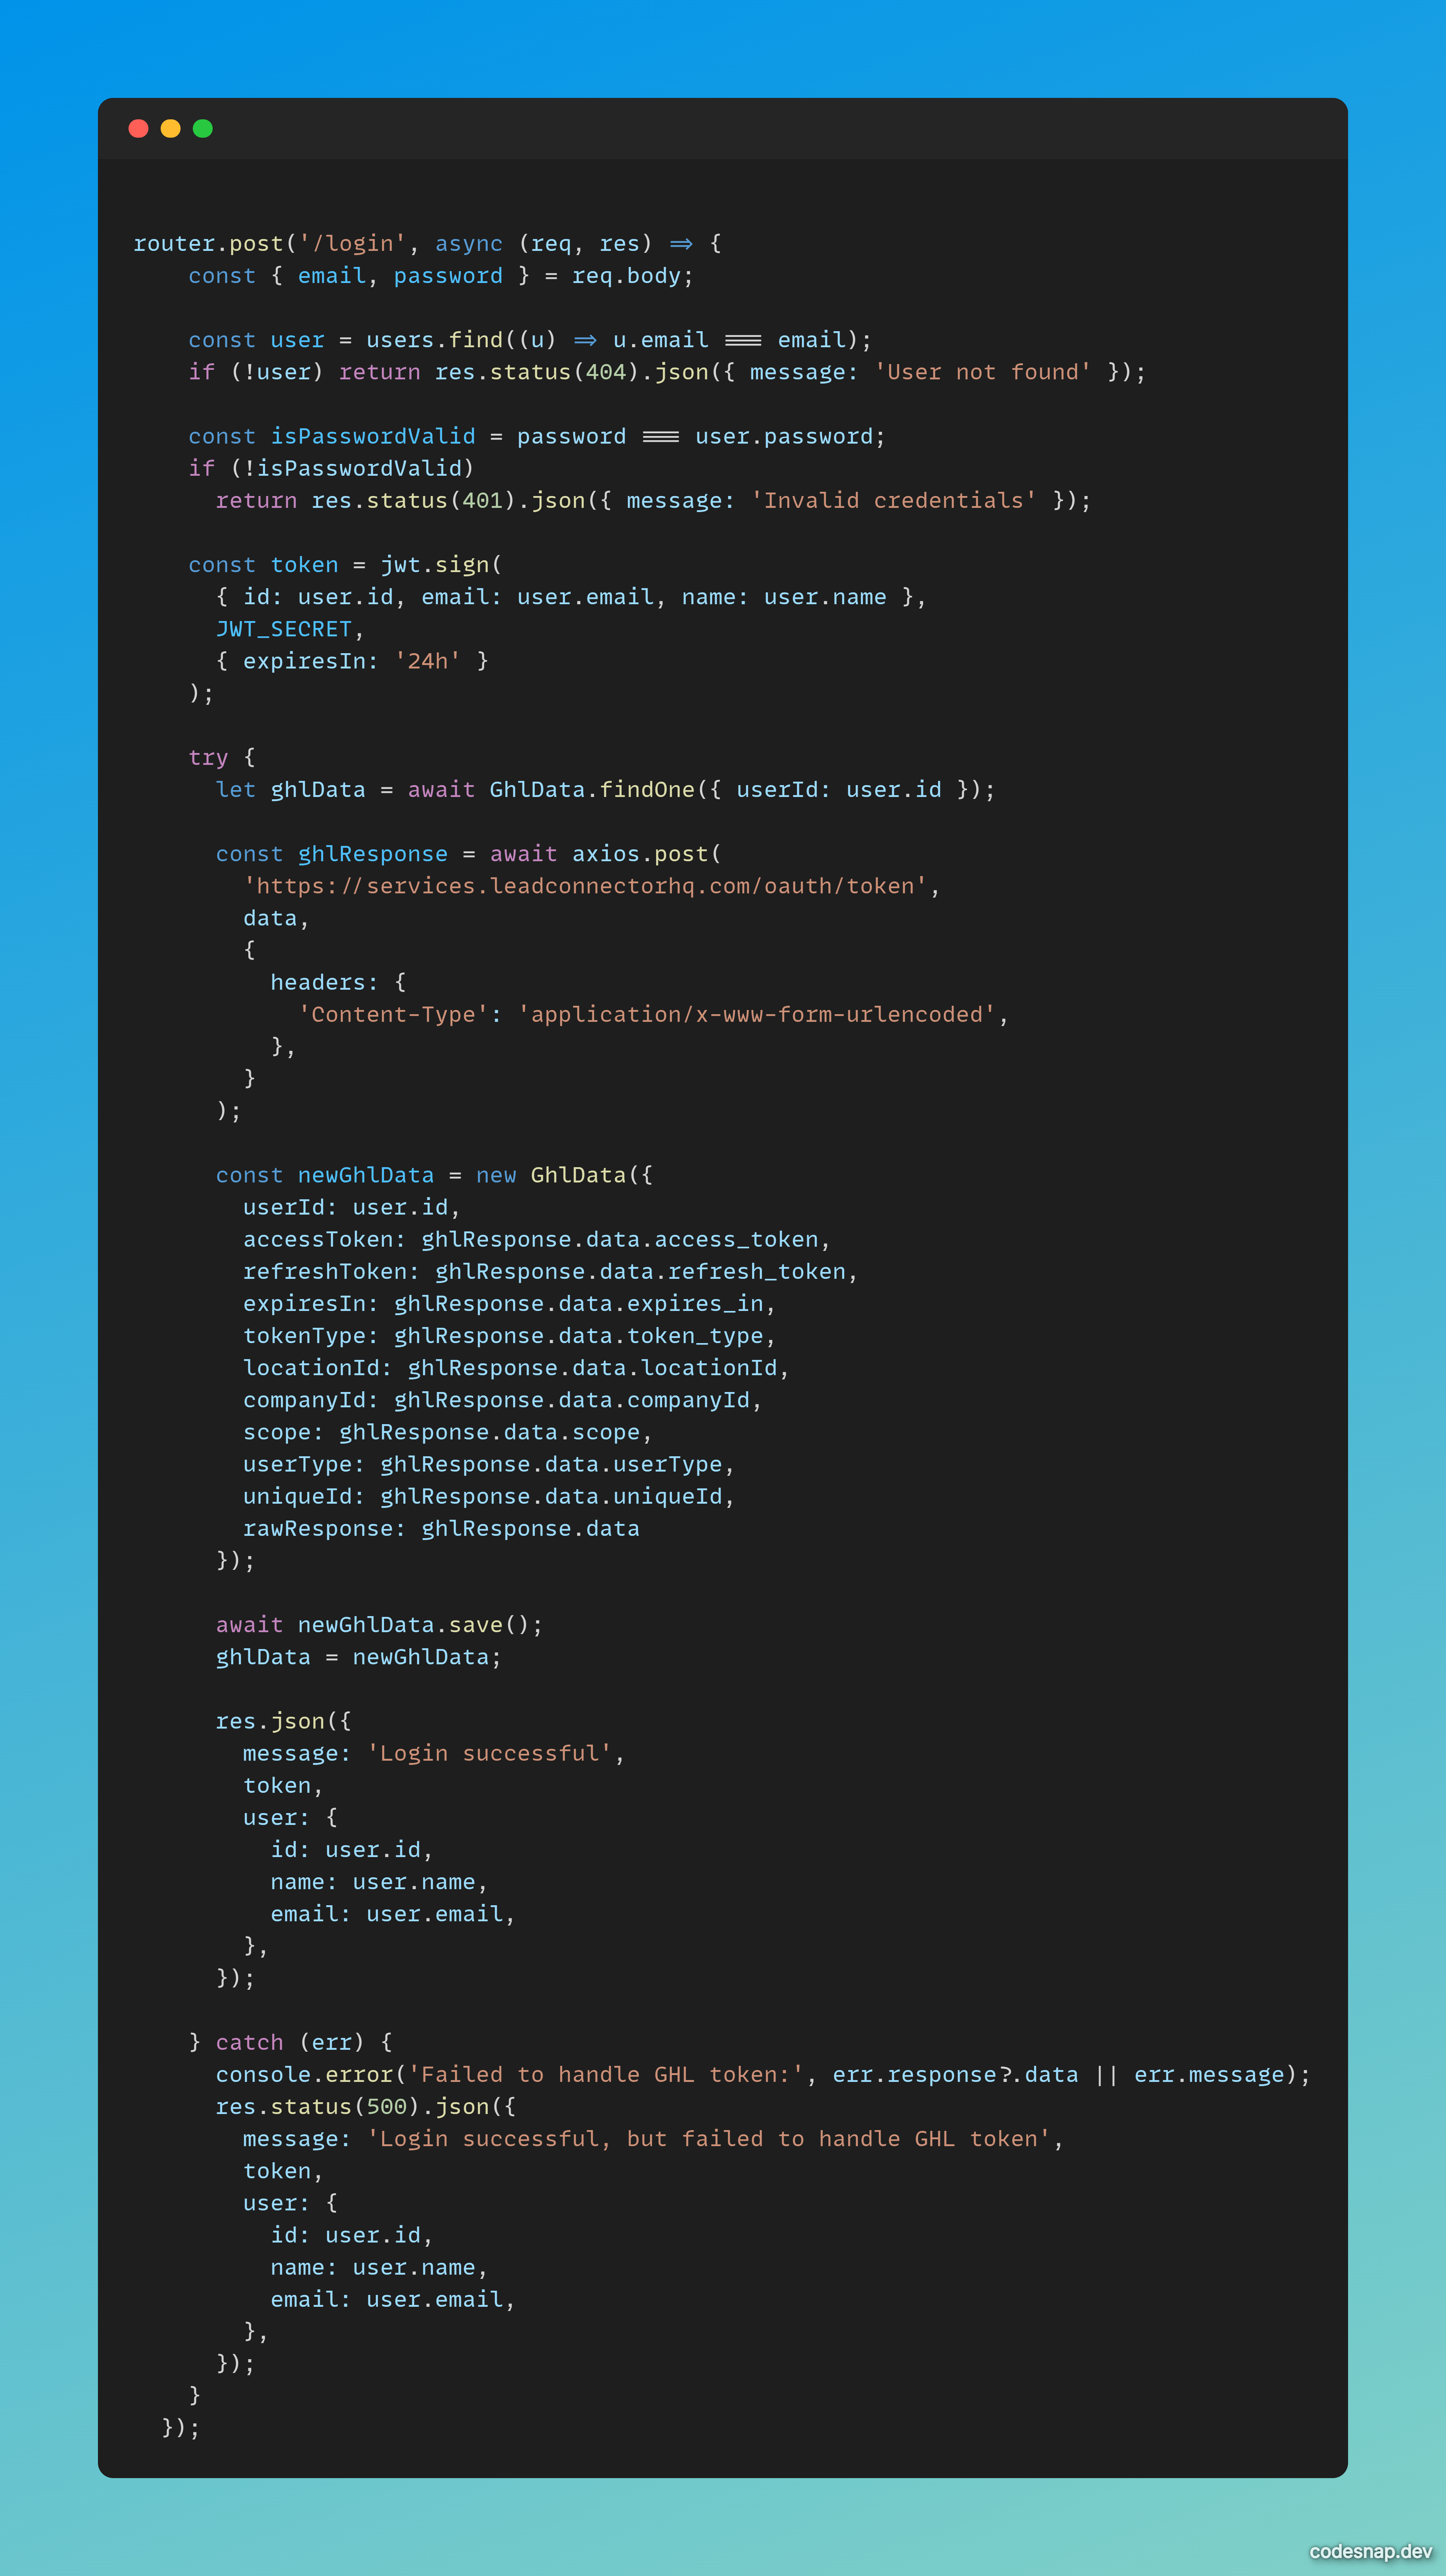 router.post('/login', async (req, res) => {
    const { email, password } = req.body;

    const user = users.find((u) => u.email === email);
    if (!user) return res.status(404).json({ message: 'User not found' });

    const isPasswordValid = password === user.password;
    if (!isPasswordValid)
      return res.status(401).json({ message: 'Invalid credentials' });

    const token = jwt.sign(
      { id: user.id, email: user.email, name: user.name },
      JWT_SECRET,
      { expiresIn: '24h' }
    );

    try {
      let ghlData = await GhlData.findOne({ userId: user.id });

      const ghlResponse = await axios.post(
        'https://services.leadconnectorhq.com/oauth/token',
        data,
        {
          headers: {
            'Content-Type': 'application/x-www-form-urlencoded',
          },
        }
      );

      const newGhlData = new GhlData({
        userId: user.id,
        accessToken: ghlResponse.data.access_token,
        refreshToken: ghlResponse.data.refresh_token,
        expiresIn: ghlResponse.data.expires_in,
        tokenType: ghlResponse.data.token_type,
        locationId: ghlResponse.data.locationId,
        companyId: ghlResponse.data.companyId,
        scope: ghlResponse.data.scope,
        userType: ghlResponse.data.userType,
        uniqueId: ghlResponse.data.uniqueId,
        rawResponse: ghlResponse.data
      });

      await newGhlData.save();
      ghlData = newGhlData;

      res.json({
        message: 'Login successful',
        token,
        user: {
          id: user.id,
          name: user.name,
          email: user.email,
        },
      });

    } catch (err) {
      console.error('Failed to handle GHL token:', err.response?.data || err.message);
      res.status(500).json({
        message: 'Login successful, but failed to handle GHL token',
        token,
        user: {
          id: user.id,
          name: user.name,
          email: user.email,
        },
      });
    }
  });
codesnap.dev